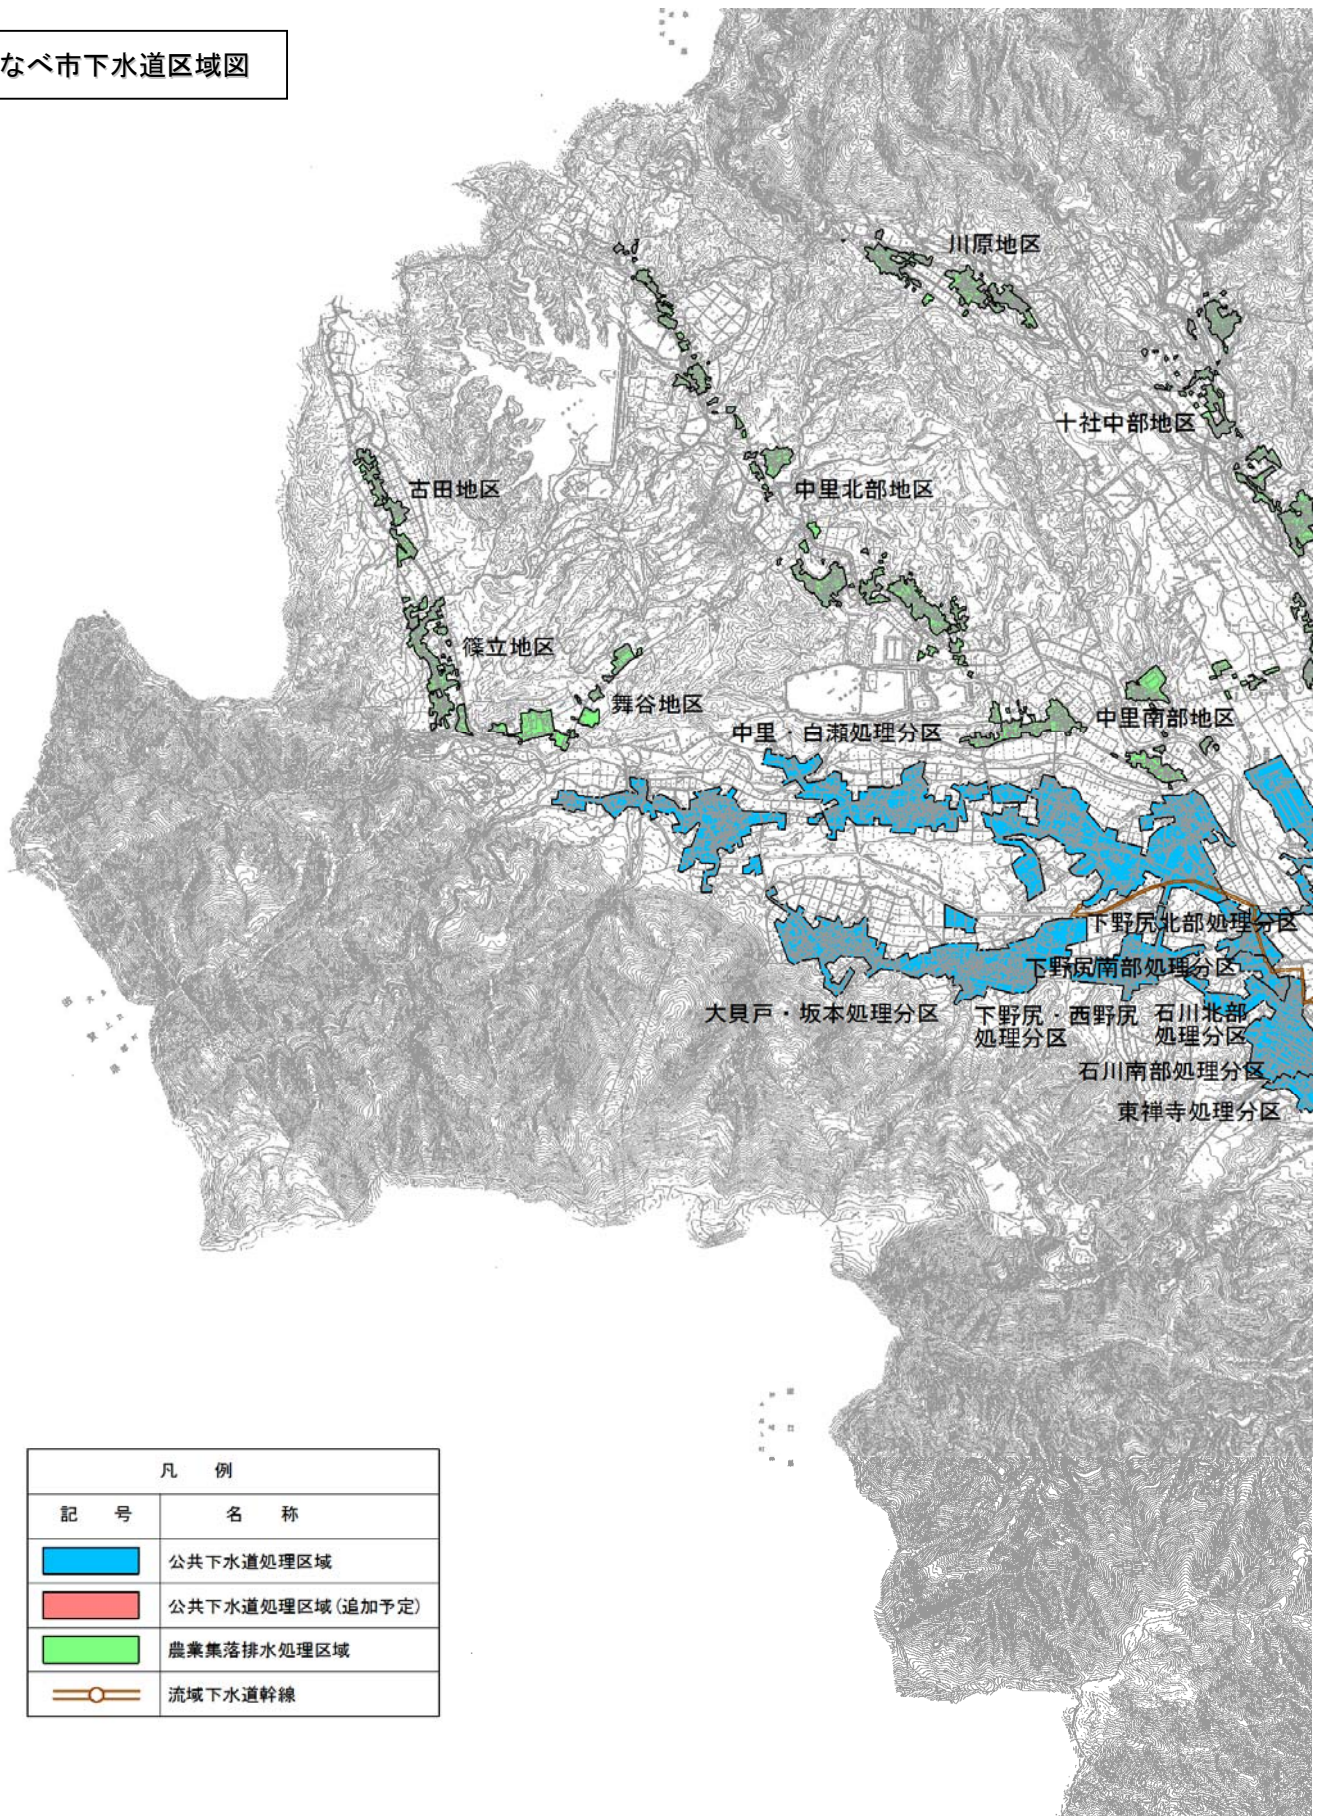 なべ市下水道区域図
川原地区
十社中部地区
古田地区
中里北部地区
篠立地区
舞谷地区
中里南部地区
中里・白瀬処理分区
下野尻北部処理分区
下野尻南部処理分区
大貝戸・坂本処理分区
下野尻・西野尻
処理分区
石川北部
処理分区
石川南部処理分区
東禅寺処理分区
凡 例
記 号 名 称
公共下水道処理区域
公共下水道処理区域(追加予定)
農業集落排水処理区域
流域下水道幹線